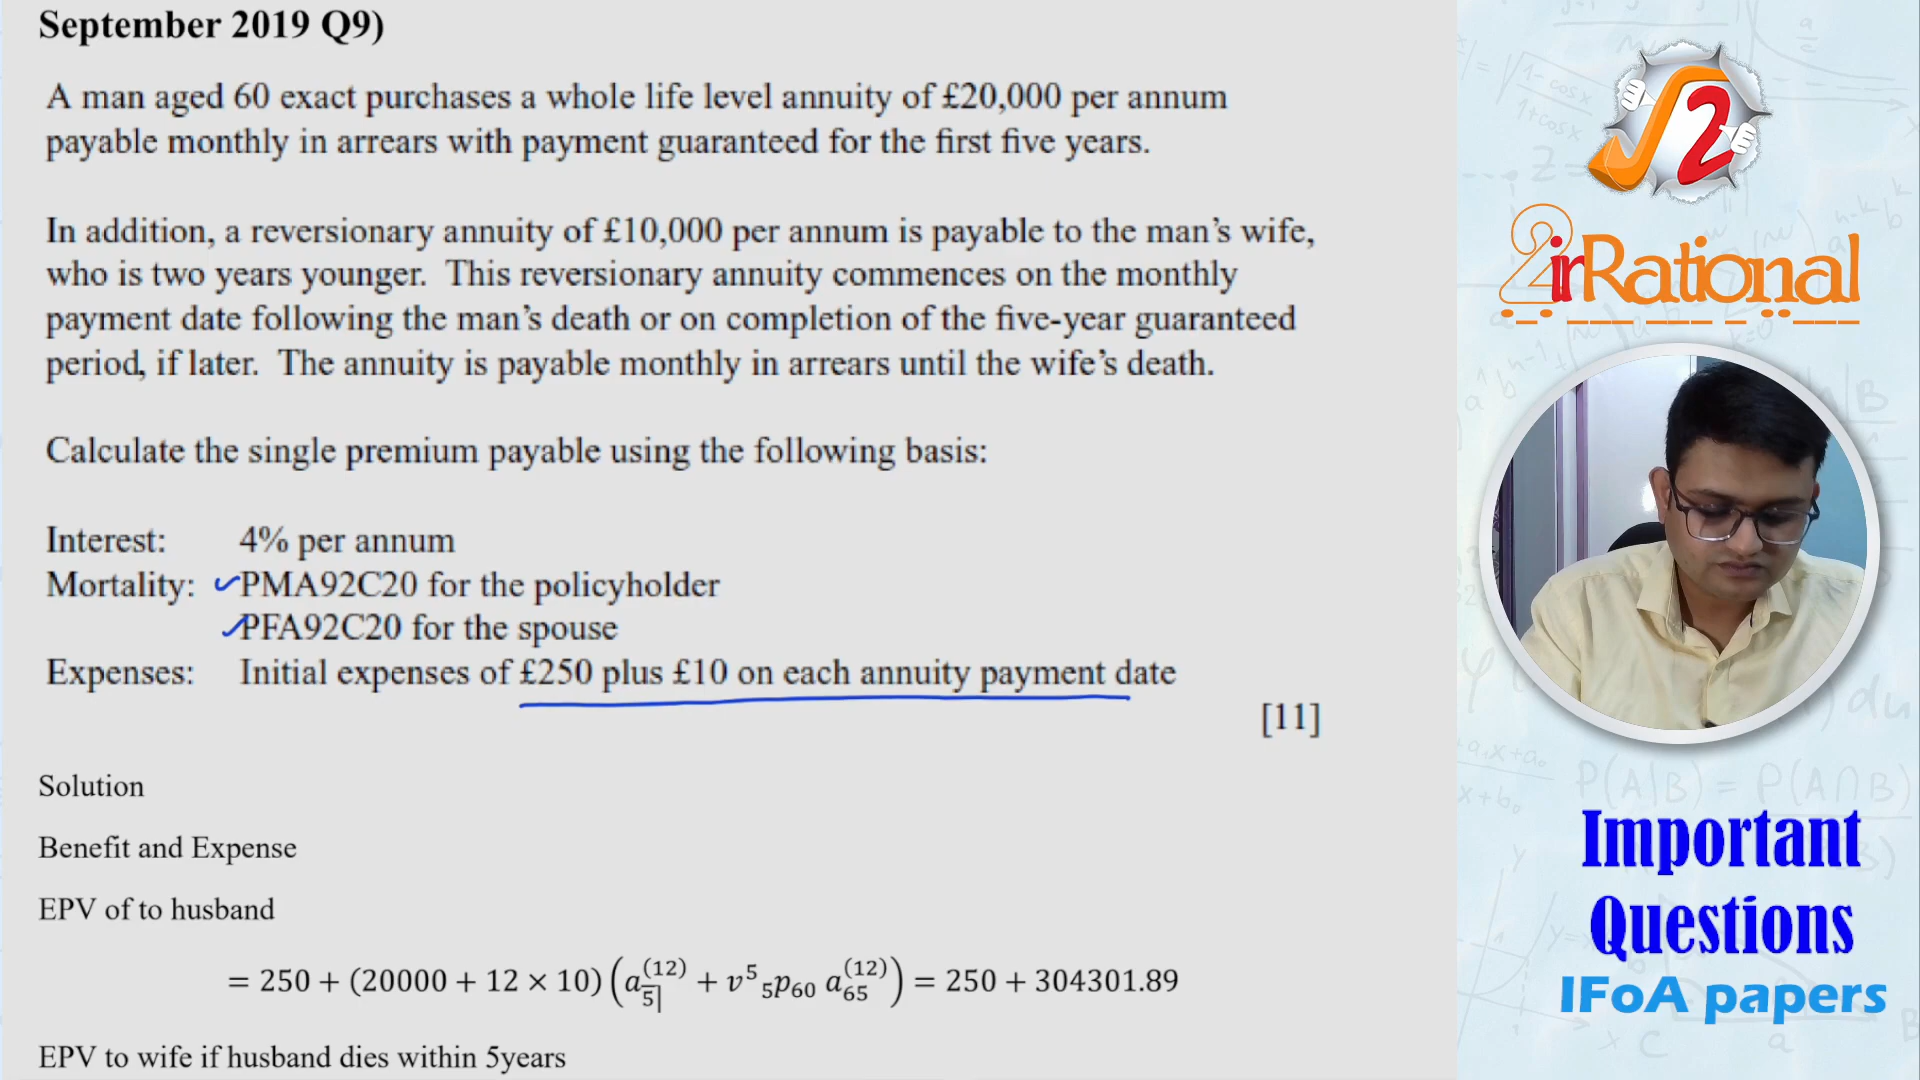 September 2019 Q9)
A man aged 60 exact purchases a whole life level annuity of £20,000 per annum
payable monthly in arrears with payment guaranteed for the first five years.
In addition, a reversionary annuity of £10,000 per annum is payable to the man's wife,
who is two years younger. This reversionary annuity commences on the monthly
payment date following the man's death or on completion of the five-year guaranteed
period, if later. The annuity is payable monthly in arrears until the wife's death.
Calculate the single premium payable using the following basis:
Interest: 4% per annum
Mortality: PMA92C20 for the policyholder
PFA92C20 for the spouse
Expenses: Initial expenses of £250 plus £10 on each annuity payment date
[11]
Solution
Benefit and Expense
EPV of to husband
= 250 + (20000 + 12 × 10) (a_{5⌉}^{(12)} + v^5 _5p_{60} a_{65}^{(12)}) = 250 + 304301.89
EPV to wife if husband dies within 5years
√2
2irRational
P(A|B) = P(A∩B)
Important
Questions
IFoA papers